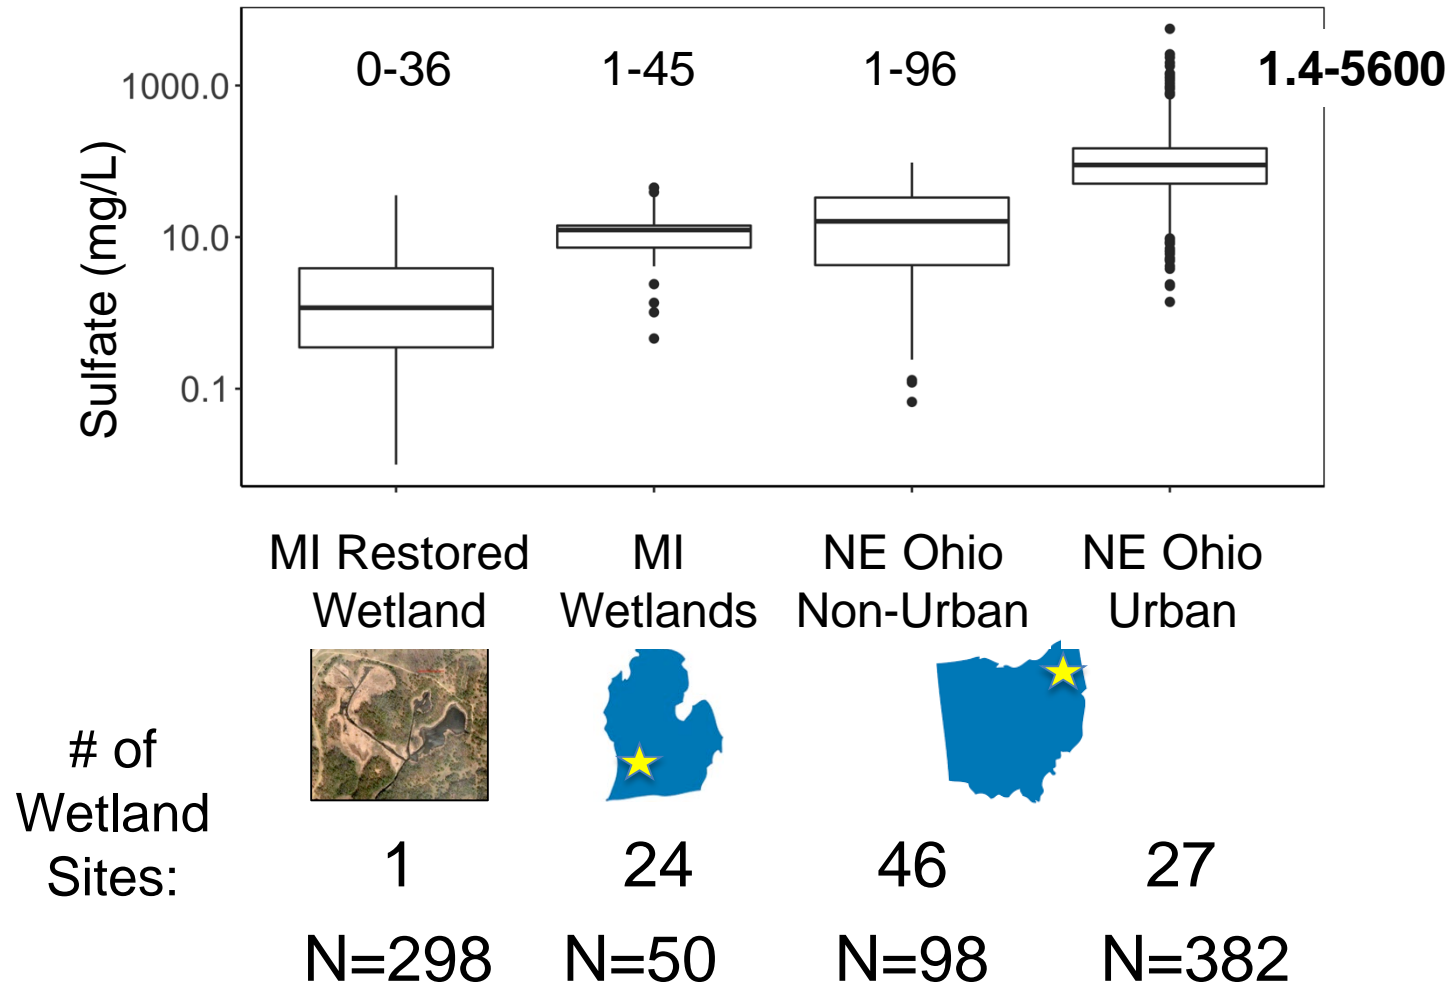 0-36 1-45 1-96 1.4-5600
1000.0
10.0
0.1
Sulfate (mg/L)
MI Restored
Wetland
MI
Wetlands
NE Ohio
Non-Urban
NE Ohio
Urban
# of
Wetland
Sites:
1 24 46 27
N=298 N=50 N=98 N=382